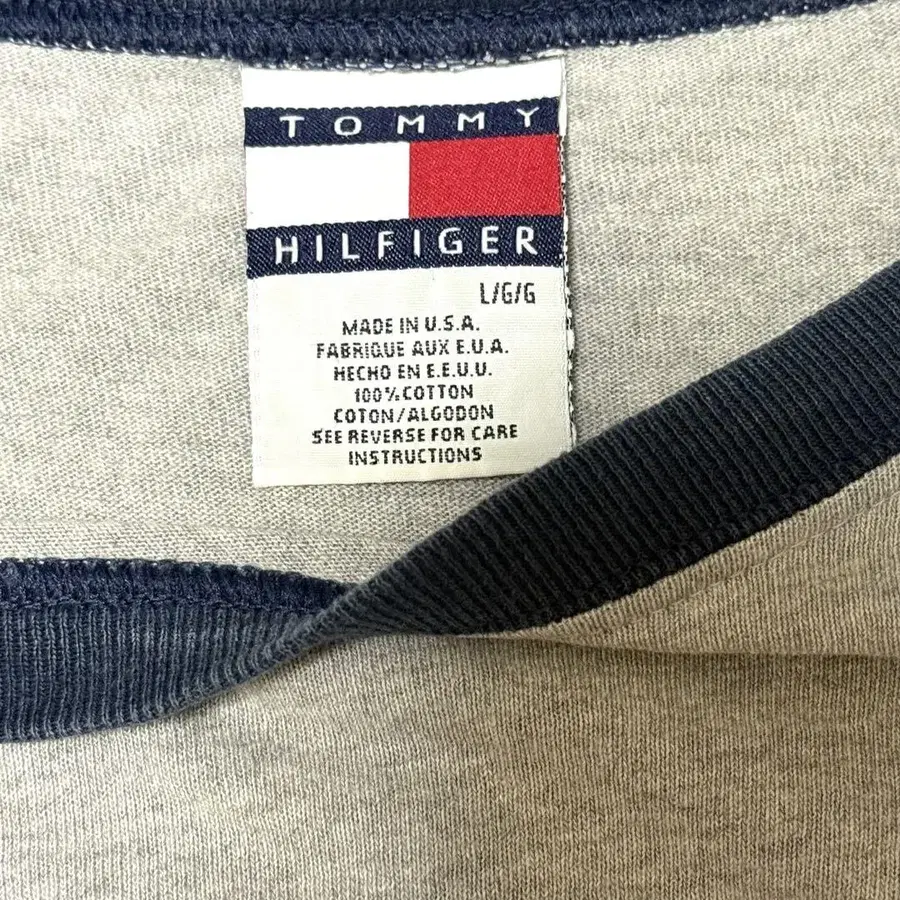 TOMMY
HILFIGER
L/G/G
MADE IN U.S.A.
FABRIQUE AUX E.U.A.
HECHO EN E.E.U.U.
100% COTTON
COTON/ALGODON
SEE REVERSE FOR CARE
INSTRUCTIONS